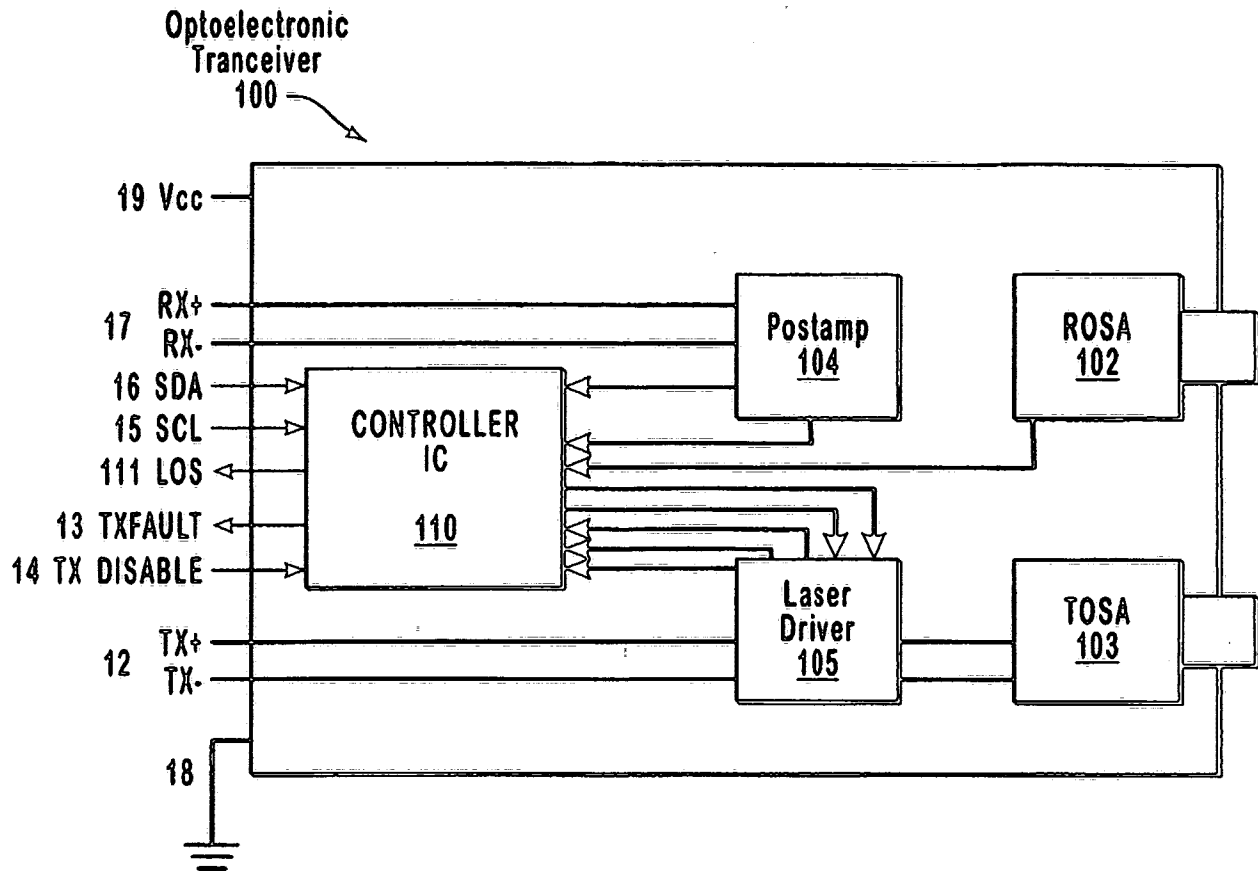 Optoelectronic
Tranceiver
100
19 Vcc
17
RX+
RX-
16 SDA
15 SCL
111 LOS
13 TXFAULT
14 TX DISABLE
12
TX+
TX-
18
CONTROLLER
IC
110
Postamp
104
ROSA
102
Laser
Driver
105
TOSA
103